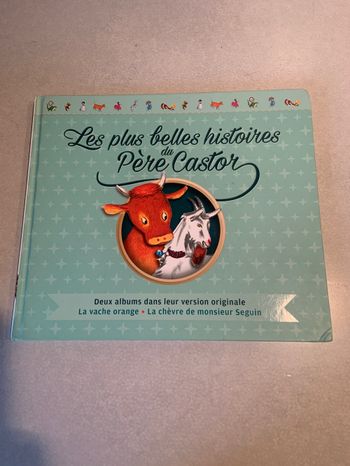 Les plus belles histoires
du
Père Castor
Deux albums dans leur version originale
La vache orange • La chèvre de monsieur Seguin